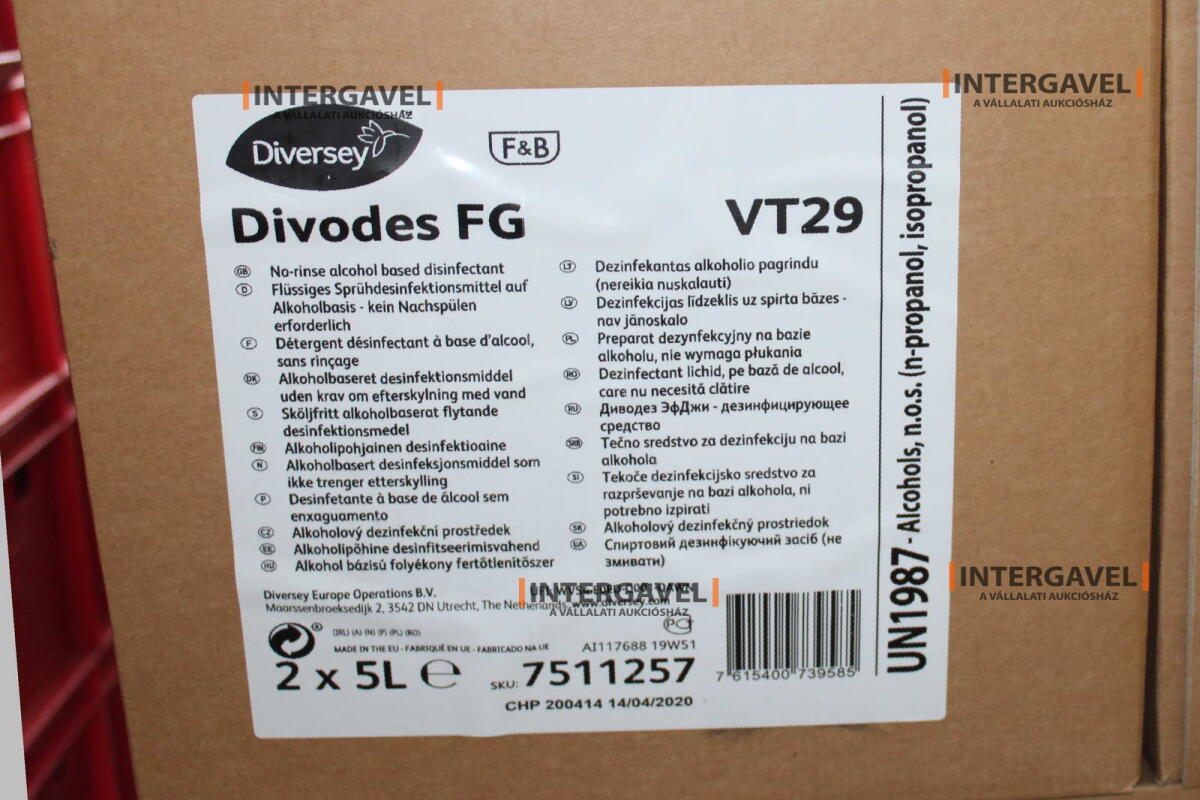 INTERGAVEL
A VÁLLALATI AUKCIÓSHÁZ
INTERGAVEL
A VÁLLALATI AUKCIÓSHÁZ
Diversey
F&B
Divodes FG
VT29
GB No-rinse alcohol based disinfectant
D Flüssiges Sprühdesinfektionsmittel auf
Alkoholbasis - kein Nachspülen
erforderlich
F Détergent désinfectant à base d'alcool,
sans rinçage
DK Alkoholbaseret desinfektionsmiddel
uden krav om efterskylning med vand
S Sköljfritt alkoholbaserat flytande
desinfektionsmedel
FIN Alkoholipohjainen desinfektioaine
N Alkoholbasert desinfeksjonsmiddel som
ikke trenger etterskylling
P Desinfetante à base de álcool sem
enxaguamento
CZ Alkoholový dezinfekční prostředek
EE Alkoholipõhine desinfitseerimisvahend
HU Alkohol bázisú folyékony fertőtlenítőszer
LT Dezinfekantas alkoholio pagrindu
(nereikia nuskalauti)
LV Dezinfekcijas līdzeklis uz spirta bāzes -
nav jānoskalo
PL Preparat dezynfekcyjny na bazie
alkoholu, nie wymaga płukania
RO Dezinfectant lichid, pe bază de alcool,
care nu necesită clătire
RU Диводез ЭфДжи - дезинфицирующее
средство
SRB Tečno sredstvo za dezinfekciju na bazi
alkohola
SI Tekoče dezinfekcijsko sredstvo za
razprševanje na bazi alkohola, ni
potrebno izpirati
SK Alkoholový dezinfekčný prostriedok
UA Спиртовий дезинфікуючий засіб (не
змивати)
UN1987 - Alcohols, n.o.s. (n-propanol, isopropanol)
Diversey Europe Operations B.V.
Maarssenbroeksedijk 2, 3542 DN Utrecht, The Netherlands, www.diversey.com
INTERGAVEL
A VÁLLALATI AUKCIÓSHÁZ
INTERGAVEL
A VÁLLALATI AUKCIÓSHÁZ
(IRL) (A) (N) (P) (PL) (RO)
MADE IN THE EU - FABRIQUÉ EN UE - FABRICADO NA UE
AI117688 19W51
2 x 5L e
SKU: 7511257
7 615400 739585
CHP 200414 14/04/2020